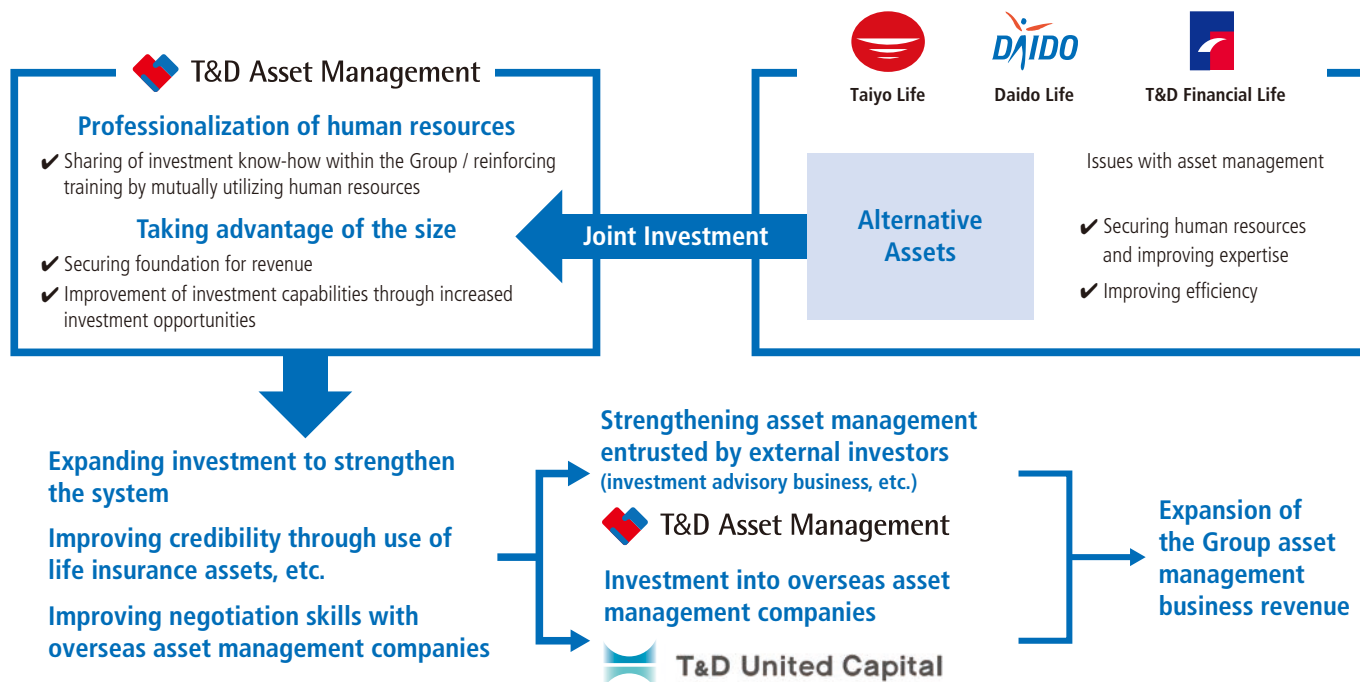 T&D Asset Management
Professionalization of human resources
✔ Sharing of investment know-how within the Group / reinforcing
training by mutually utilizing human resources
Taking advantage of the size
✔ Securing foundation for revenue
✔ Improvement of investment capabilities through increased
investment opportunities
Joint Investment
DAIDO
Taiyo Life
Daido Life
T&D Financial Life
Alternative
Assets
Issues with asset management
✔ Securing human resources
and improving expertise
✔ Improving efficiency
Expanding investment to strengthen
the system
Improving credibility through use of
life insurance assets, etc.
Improving negotiation skills with
overseas asset management companies
Strengthening asset management
entrusted by external investors
(investment advisory business, etc.)
T&D Asset Management
Investment into overseas asset
management companies
T&D United Capital
Expansion of
the Group asset
management
business revenue